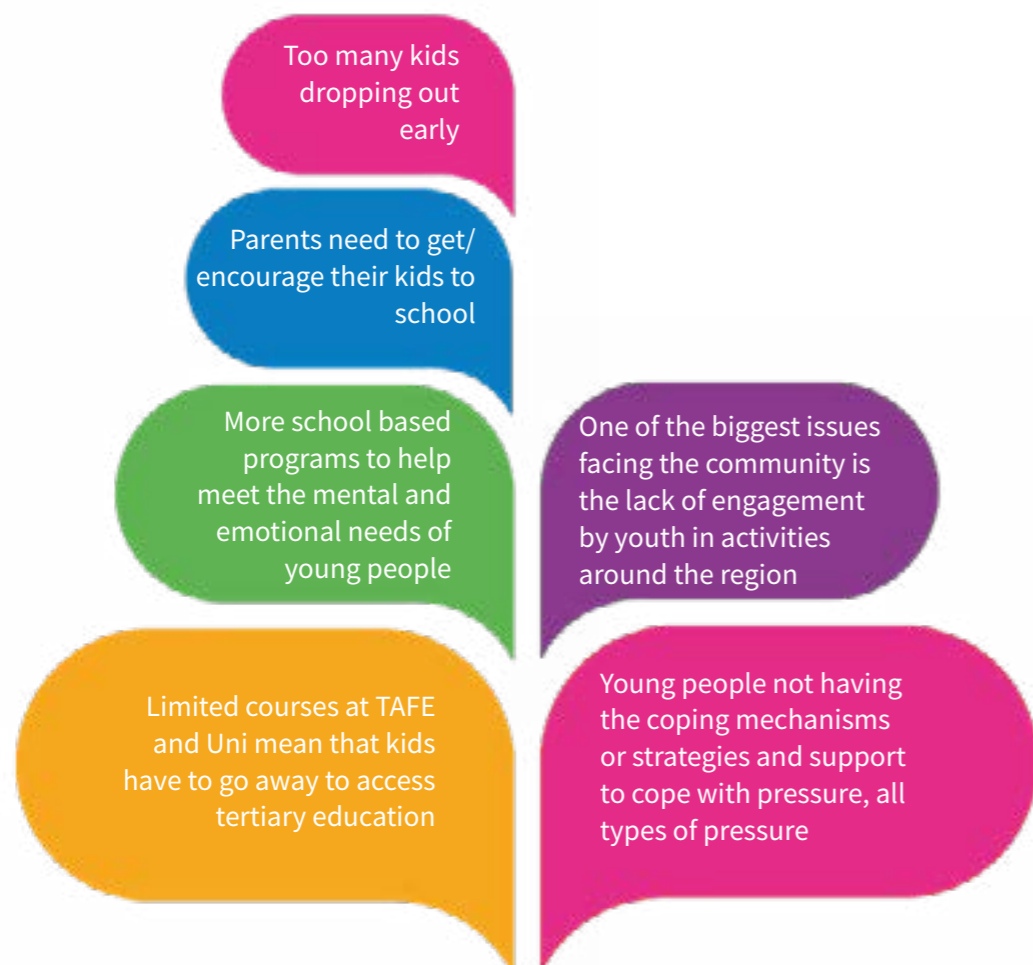 Too many kids
dropping out
early
Parents need to get/
encourage their kids to
school
More school based
programs to help
meet the mental and
emotional needs of
young people
One of the biggest issues
facing the community is
the lack of engagement
by youth in activities
around the region
Limited courses at TAFE
and Uni mean that kids
have to go away to access
tertiary education
Young people not having
the coping mechanisms
or strategies and support
to cope with pressure, all
types of pressure